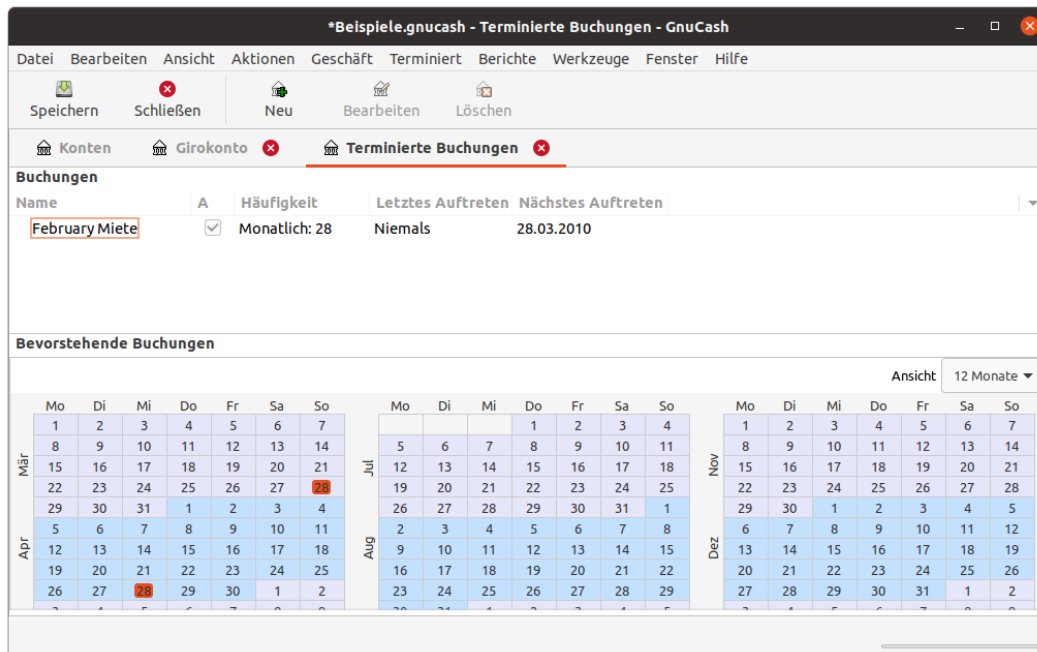 *Beispiele.gnucash - Terminierte Buchungen - GnuCash
Datei Bearbeiten Ansicht Aktionen Geschäft Terminiert Berichte Werkzeuge Fenster Hilfe
Speichern Schließen Neu Bearbeiten Löschen
Konten Girokonto Terminierte Buchungen
Buchungen
Name A Häufigkeit Letztes Auftreten Nächstes Auftreten
February Miete Monatlich: 28 Niemals 28.03.2010
Bevorstehende Buchungen
Ansicht 12 Monate
Mo Di Mi Do Fr Sa So Mo Di Mi Do Fr Sa So Mo Di Mi Do Fr Sa So
1 2 3 4 5 6 7 1 2 3 4 1 2 3 4 5 6 7
8 9 10 11 12 13 14 5 6 7 8 9 10 11 8 9 10 11 12 13 14
Mär 15 16 17 18 19 20 21 Jul 12 13 14 15 16 17 18 Nov 15 16 17 18 19 20 21
22 23 24 25 26 27 28 19 20 21 22 23 24 25 22 23 24 25 26 27 28
29 30 31 1 2 3 4 26 27 28 29 30 31 1 29 30 1 2 3 4 5
5 6 7 8 9 10 11 2 3 4 5 6 7 8 6 7 8 9 10 11 12
Apr 12 13 14 15 16 17 18 Aug 9 10 11 12 13 14 15 Dez 13 14 15 16 17 18 19
19 20 21 22 23 24 25 16 17 18 19 20 21 22 20 21 22 23 24 25 26
26 27 28 29 30 1 2 23 24 25 26 27 28 29 27 28 29 30 31 1 2